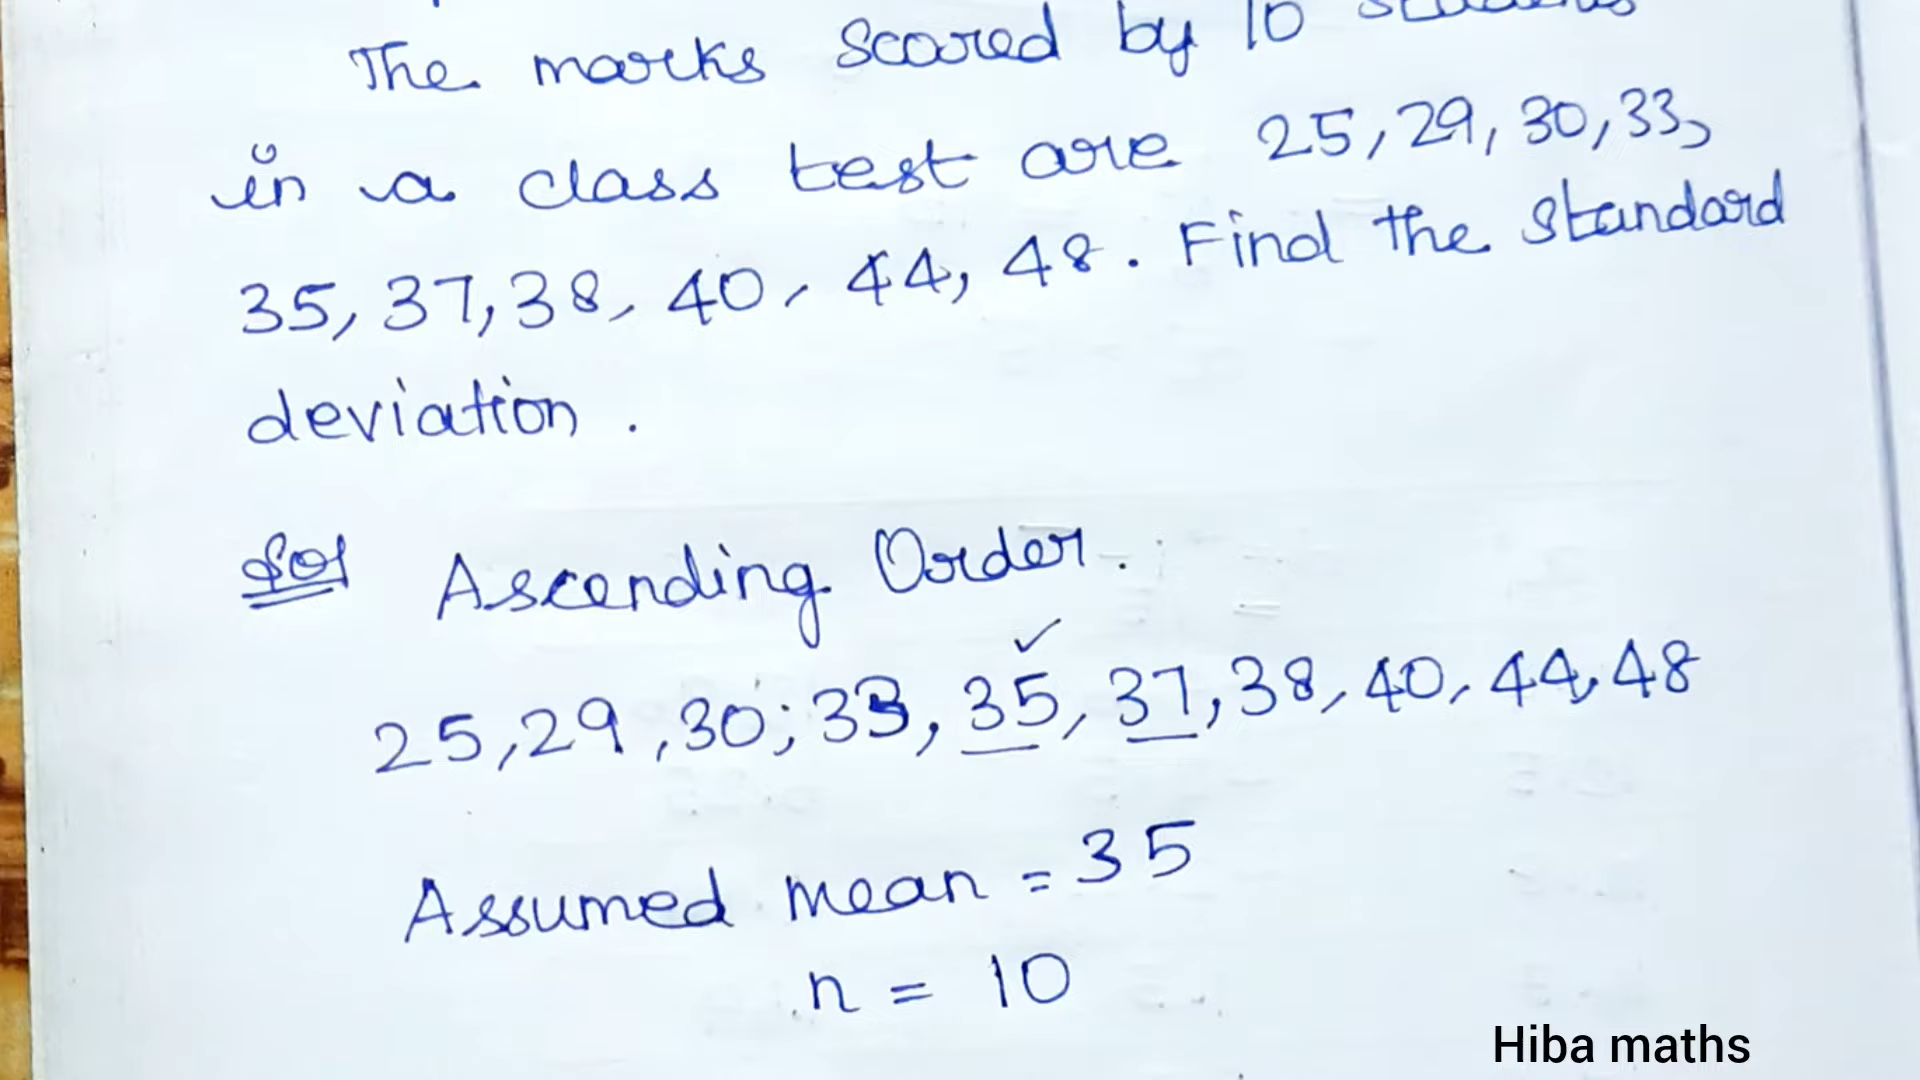 The marks scored by 10 students
in a class test are 25, 29, 30, 33,
35, 37, 38, 40, 44, 48. Find the standard
deviation.
Sol Ascending Order.
25, 29, 30; 33, 35, 37, 38, 40, 44, 48
Assumed mean = 35
n = 10
Hiba maths